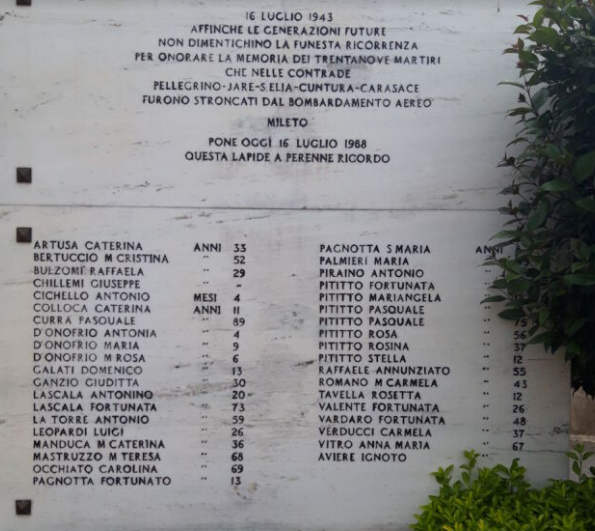 16 LUGLIO 1943
AFFINCHE LE GENERAZIONI FUTURE
NON DIMENTICHINO LA FUNESTA RICORRENZA
PER ONORARE LA MEMORIA DEI TRENTANOVE MARTIRI
CHE NELLE CONTRADE
PELLEGRINO-JARE-S.ELIA-CUNTURA-CARASACE
FURONO STRONCATI DAL BOMBARDAMENTO AEREO
MILETO
PONE OGGI 16 LUGLIO 1988
QUESTA LAPIDE A PERENNE RICORDO
ARTUSA CATERINA ANNI 33
BERTUCCIO M CRISTINA " 52
BULZOMÈ RAFFAELA " 29
CHILLEMI GIUSEPPE " -
CICHELLO ANTONIO MESI 4
COLLOCA CATERINA ANNI 11
CURRA PASQUALE " 89
D'ONOFRIO ANTONIA " 4
D'ONOFRIO MARIA " 9
D'ONOFRIO M ROSA " 6
GALATI DOMENICO " 13
GANZIO GIUDITTA " 30
LASCALA ANTONINO " 20
LASCALA FORTUNATA " 73
LA TORRE ANTONIO " 59
LEOPARDI LUIGI " 26
MANDUCA M CATERINA " 36
MASTRUZZO M TERESA " 68
OCCHIATO CAROLINA " 69
PAGNOTTA FORTUNATO " 13
PAGNOTTA S MARIA ANNI
PALMIERI MARIA "
PIRAINO ANTONIO "
PITITTO FORTUNATA
PITITTO MARIANGELA
PITITTO PASQUALE "
PITITTO PASQUALE " 75
PITITTO ROSA " 56
PITITTO ROSINA " 37
PITITTO STELLA " 12
RAFFAELE ANNUNZIATO " 55
ROMANO M CARMELA " 43
TAVELLA ROSETTA " 12
VALENTE FORTUNATA " 26
VARDARO FORTUNATA " 48
VERDUCCI CARMELA " 37
VITRO ANNA MARIA " 67
AVIERE IGNOTO " -